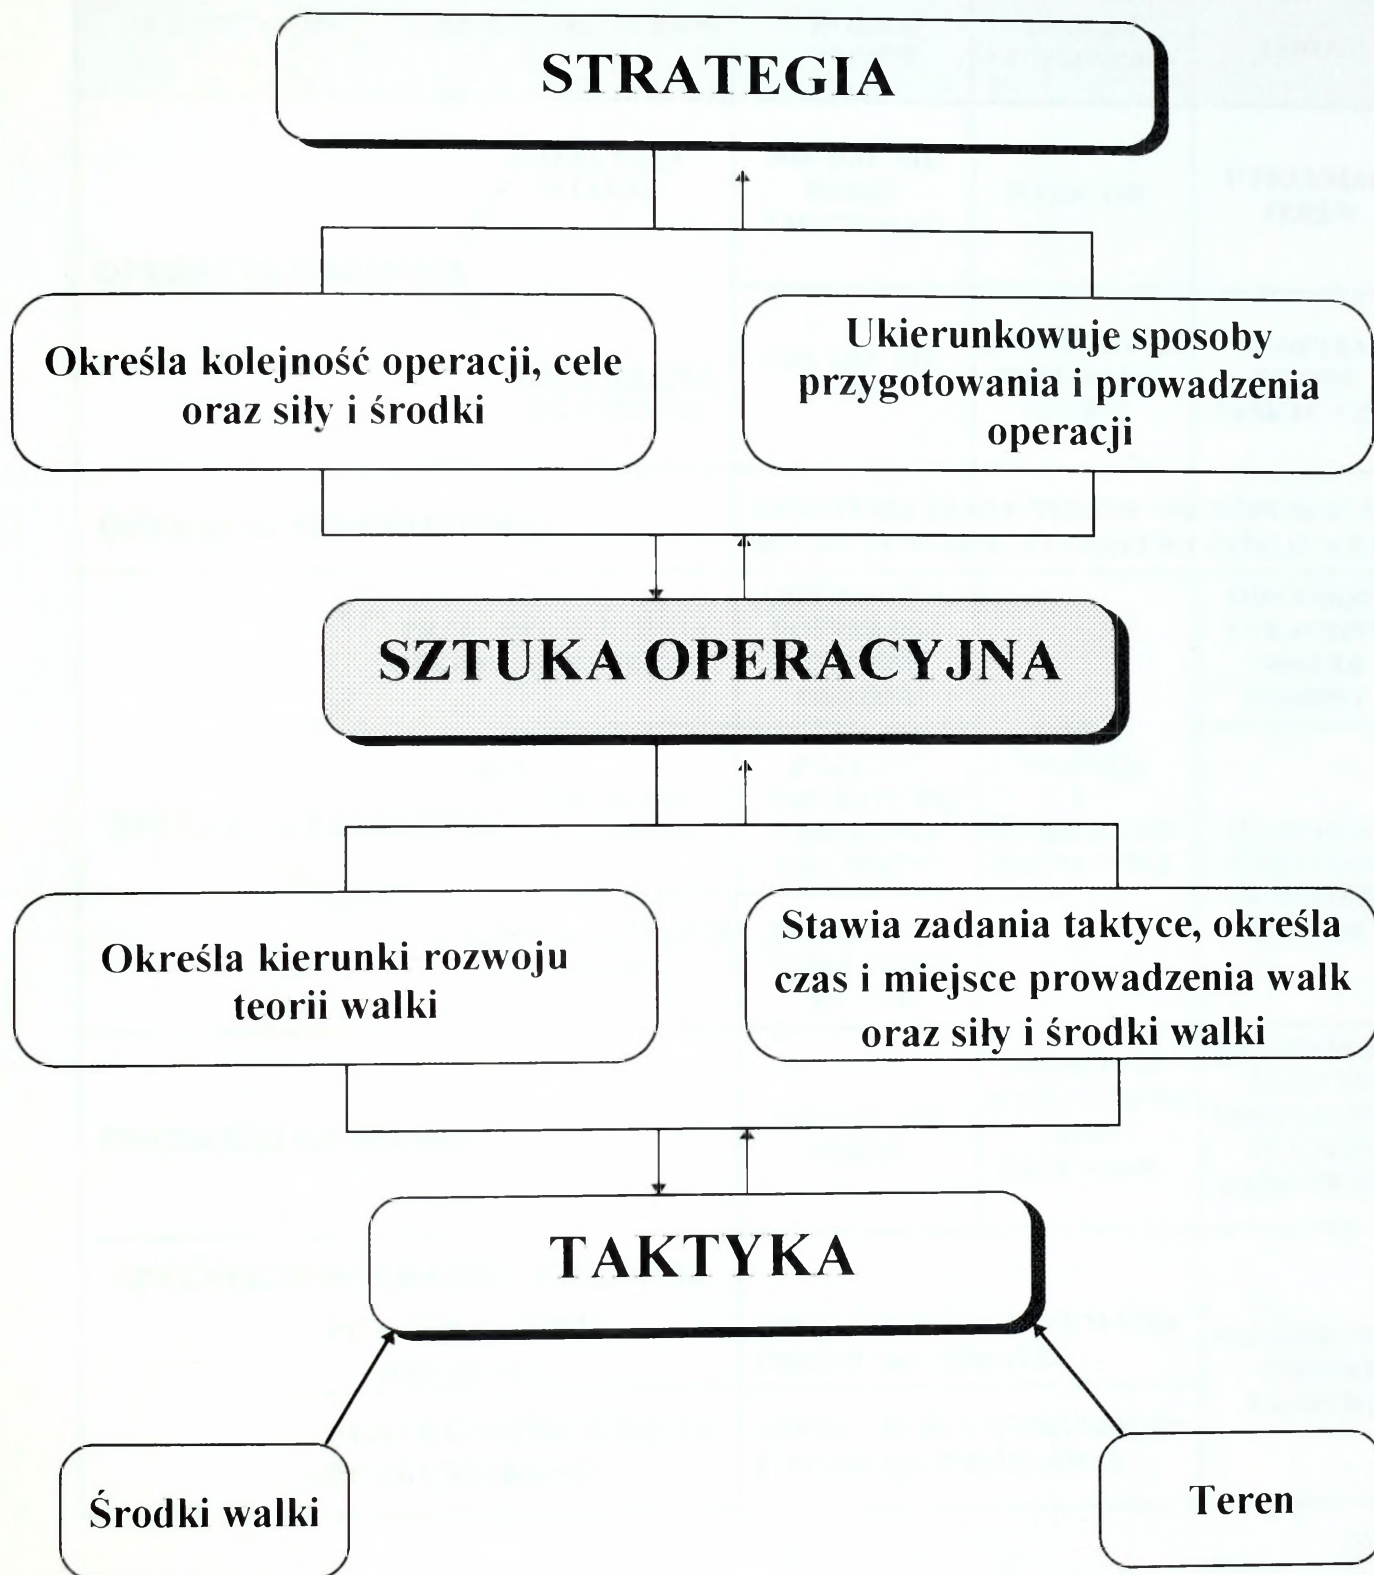 STRATEGIA
Określa kolejność operacji, cele
oraz siły i środki
Ukierunkowuje sposoby
przygotowania i prowadzenia
operacji
SZTUKA OPERACYJNA
Określa kierunki rozwoju
teorii walki
Stawia zadania taktyce, określa
czas i miejsce prowadzenia walk
oraz siły i środki walki
TAKTYKA
Środki walki
Teren